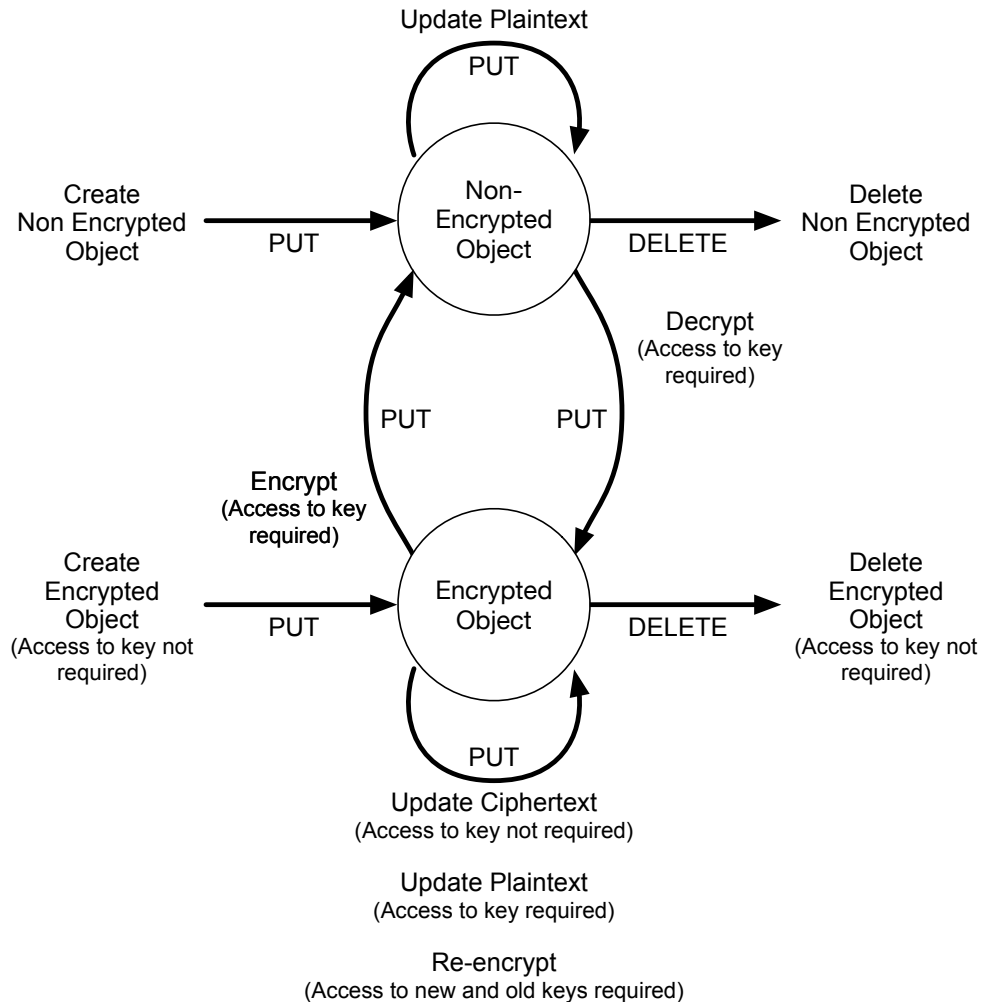 Update Plaintext
PUT
Create
Non Encrypted
Object
PUT
Non-
Encrypted
Object
DELETE
Delete
Non Encrypted
Object
Decrypt
(Access to key
required)
PUT
PUT
Encrypt
(Access to key
required)
Create
Encrypted
Object
(Access to key not
required)
PUT
Encrypted
Object
DELETE
Delete
Encrypted
Object
(Access to key not
required)
PUT
Update Ciphertext
(Access to key not required)
Update Plaintext
(Access to key required)
Re-encrypt
(Access to new and old keys required)